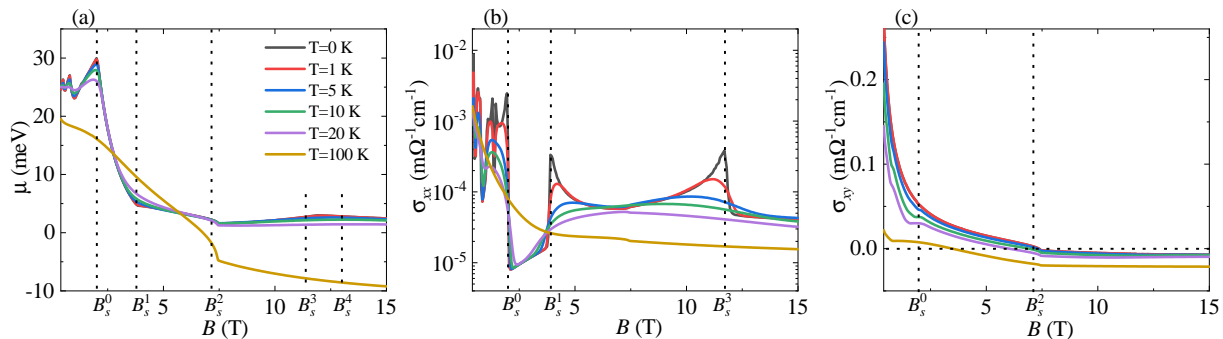 (a)
μ (meV)
30
20
10
0
-10
T=0 K
T=1 K
T=5 K
T=10 K
T=20 K
T=100 K
B_s^0 B_s^1 5 B_s^2 10 B_s^3 B_s^4 15
B (T)
(b)
σ_xx (mΩ⁻¹cm⁻¹)
10⁻²
10⁻³
10⁻⁴
10⁻⁵
B_s^0 B_s^1 5 10 B_s^3 15
B (T)
(c)
σ_xy (mΩ⁻¹cm⁻¹)
0.2
0.1
0.0
B_s^0 5 B_s^2 10 15
B (T)